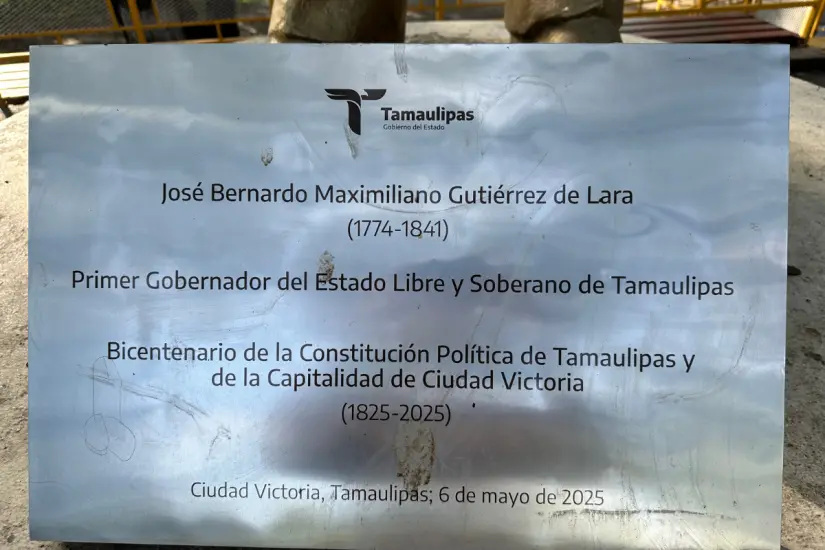 Tamaulipas
Gobierno del Estado
José Bernardo Maximiliano Gutiérrez de Lara
(1774-1841)
Primer Gobernador del Estado Libre y Soberano de Tamaulipas
Bicentenario de la Constitución Política de Tamaulipas y
de la Capitalidad de Ciudad Victoria
(1825-2025)
Ciudad Victoria, Tamaulipas; 6 de mayo de 2025